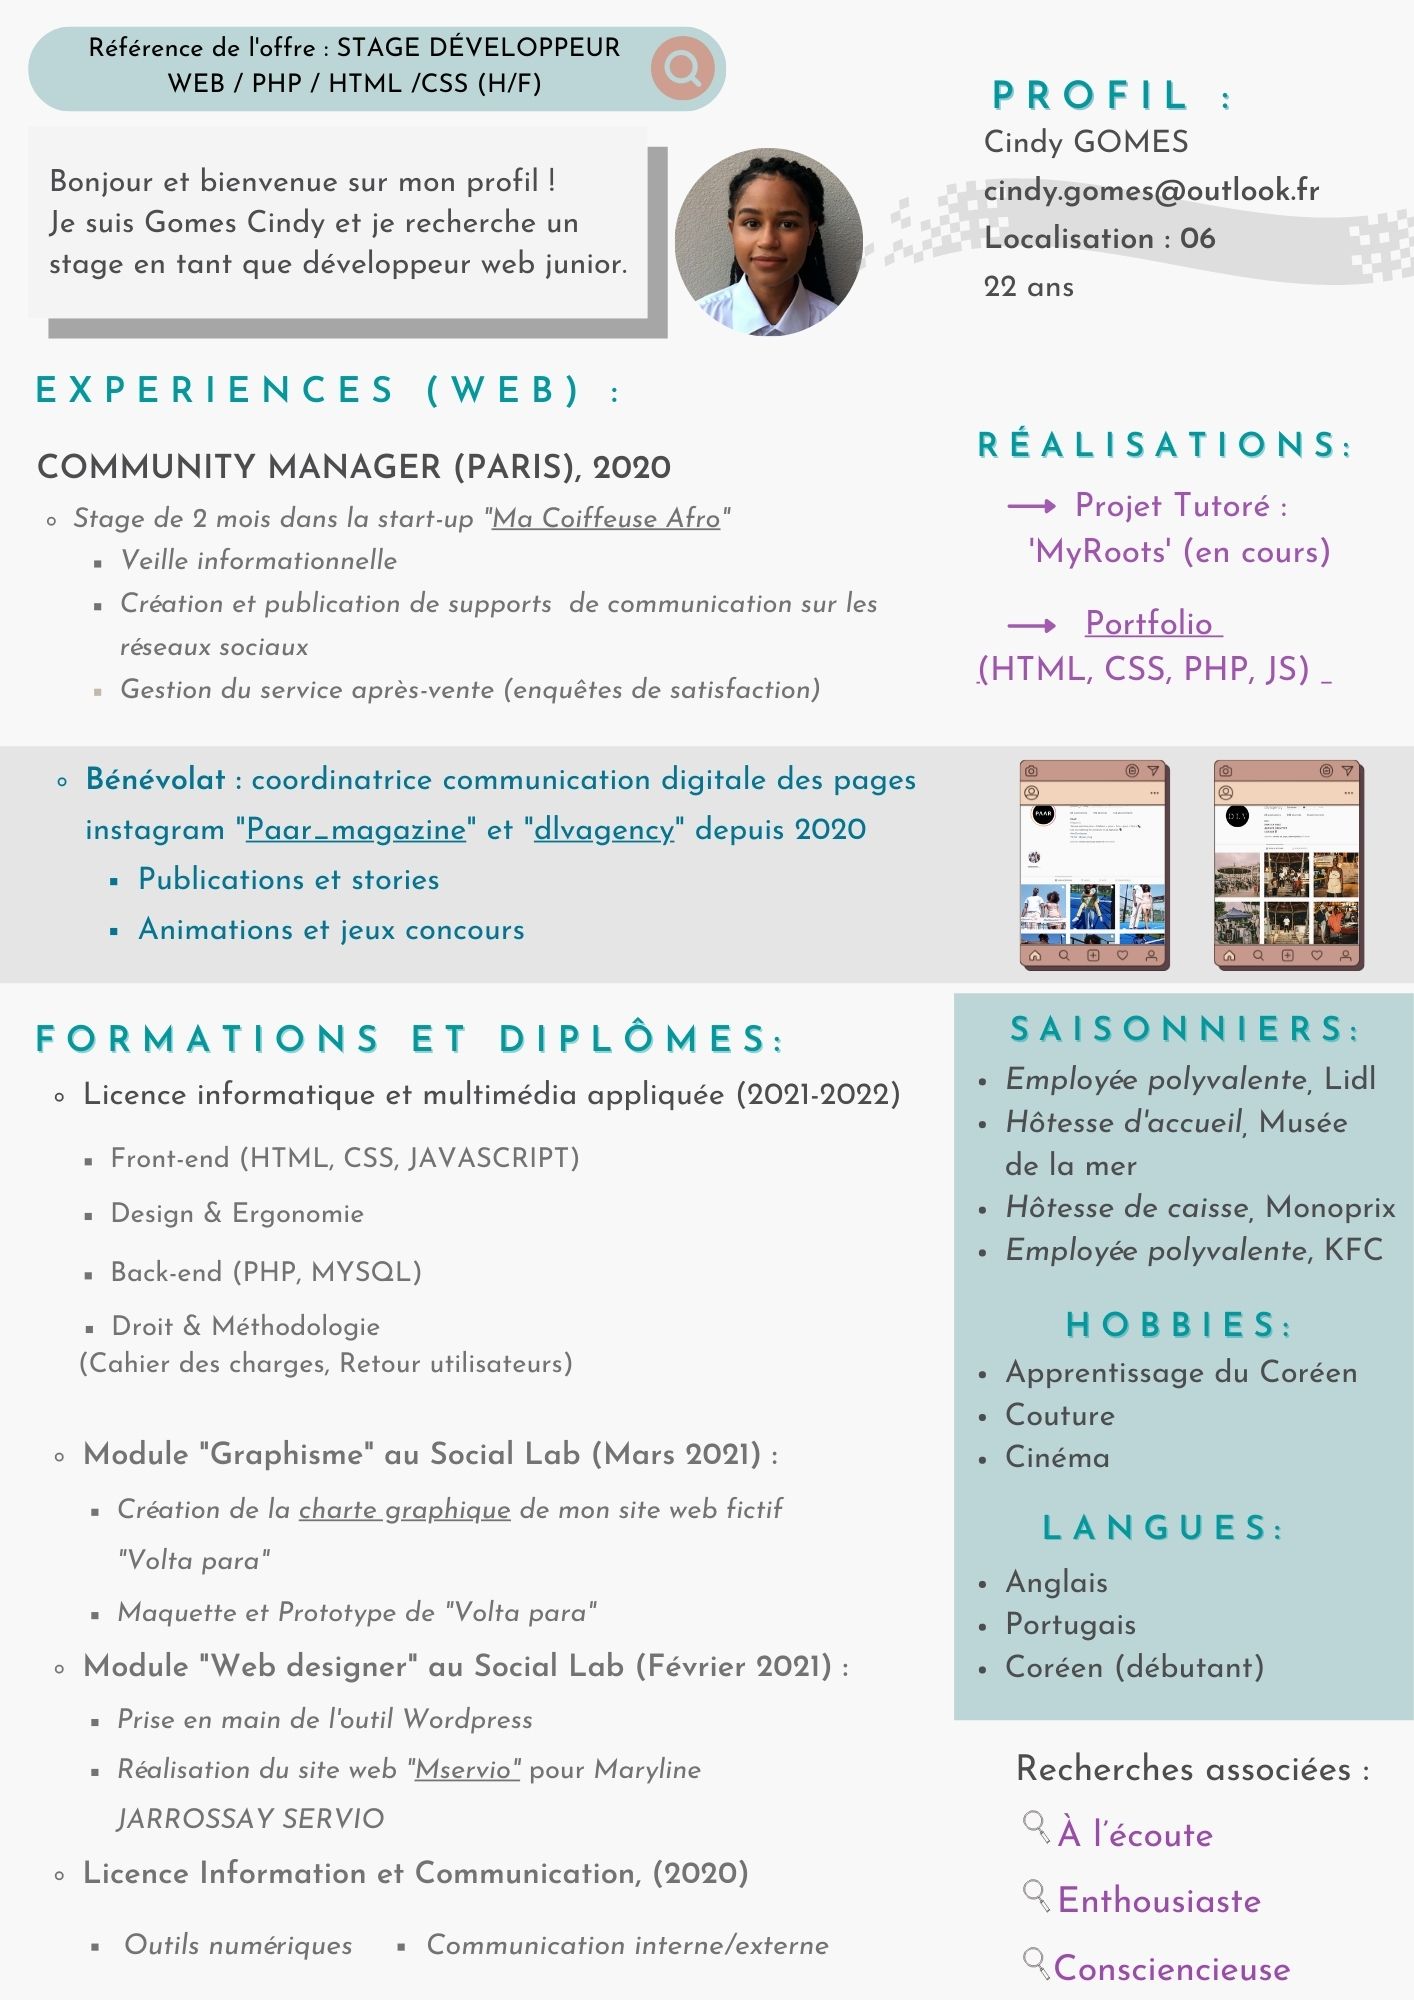 Référence de l'offre : STAGE DÉVELOPPEUR
WEB / PHP / HTML /CSS (H/F)
Bonjour et bienvenue sur mon profil !
Je suis Gomes Cindy et je recherche un
stage en tant que développeur web junior.
PROFIL :
Cindy GOMES
cindy.gomes@outlook.fr
Localisation : 06
22 ans
EXPERIENCES (WEB) :
COMMUNITY MANAGER (PARIS), 2020
Stage de 2 mois dans la start-up "Ma Coiffeuse Afro"
Veille informationnelle
Création et publication de supports de communication sur les
réseaux sociaux
Gestion du service après-vente (enquêtes de satisfaction)
RÉALISATIONS:
Projet Tutoré :
'MyRoots' (en cours)
Portfolio
(HTML, CSS, PHP, JS) _
Bénévolat : coordinatrice communication digitale des pages
instagram "Paar_magazine" et "dlvagency" depuis 2020
Publications et stories
Animations et jeux concours
PAAR
DLV
FORMATIONS ET DIPLÔMES:
Licence informatique et multimédia appliquée (2021-2022)
Front-end (HTML, CSS, JAVASCRIPT)
Design & Ergonomie
Back-end (PHP, MYSQL)
Droit & Méthodologie
(Cahier des charges, Retour utilisateurs)
Module "Graphisme" au Social Lab (Mars 2021) :
Création de la charte graphique de mon site web fictif
"Volta para"
Maquette et Prototype de "Volta para"
Module "Web designer" au Social Lab (Février 2021) :
Prise en main de l'outil Wordpress
Réalisation du site web "Mservio" pour Maryline
JARROSSAY SERVIO
Licence Information et Communication, (2020)
Outils numériques
Communication interne/externe
SAISONNIERS:
Employée polyvalente, Lidl
Hôtesse d'accueil, Musée
de la mer
Hôtesse de caisse, Monoprix
Employée polyvalente, KFC
HOBBIES:
Apprentissage du Coréen
Couture
Cinéma
LANGUES:
Anglais
Portugais
Coréen (débutant)
Recherches associées :
À l'écoute
Enthousiaste
Consciencieuse